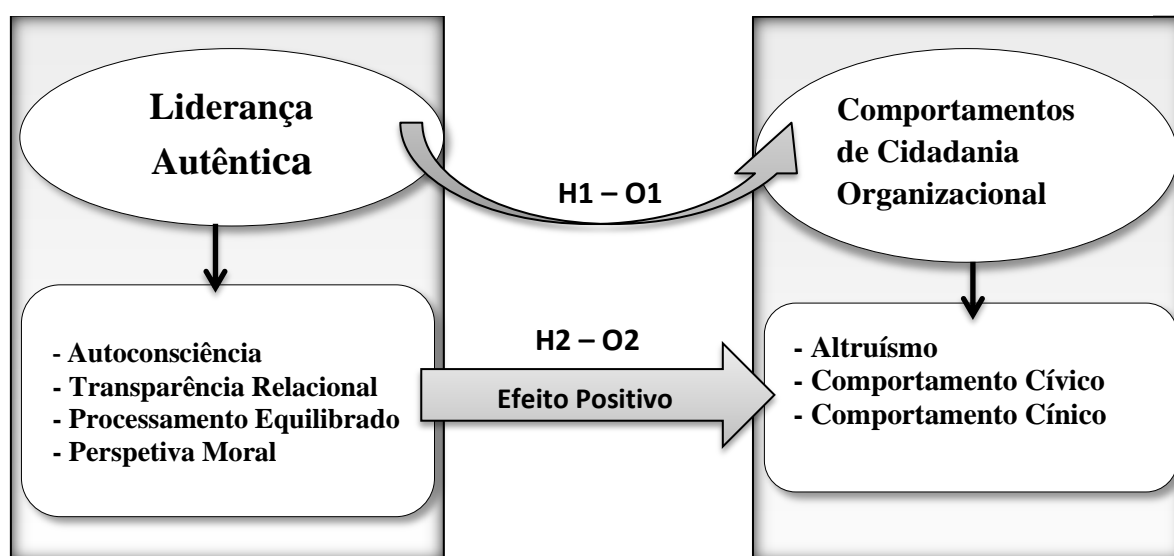 Liderança
Autêntica
Comportamentos
de Cidadania
Organizacional
H1 – O1
- Autoconsciência
- Transparência Relacional
- Processamento Equilibrado
- Perspetiva Moral
H2 – O2
Efeito Positivo
- Altruísmo
- Comportamento Cívico
- Comportamento Cínico